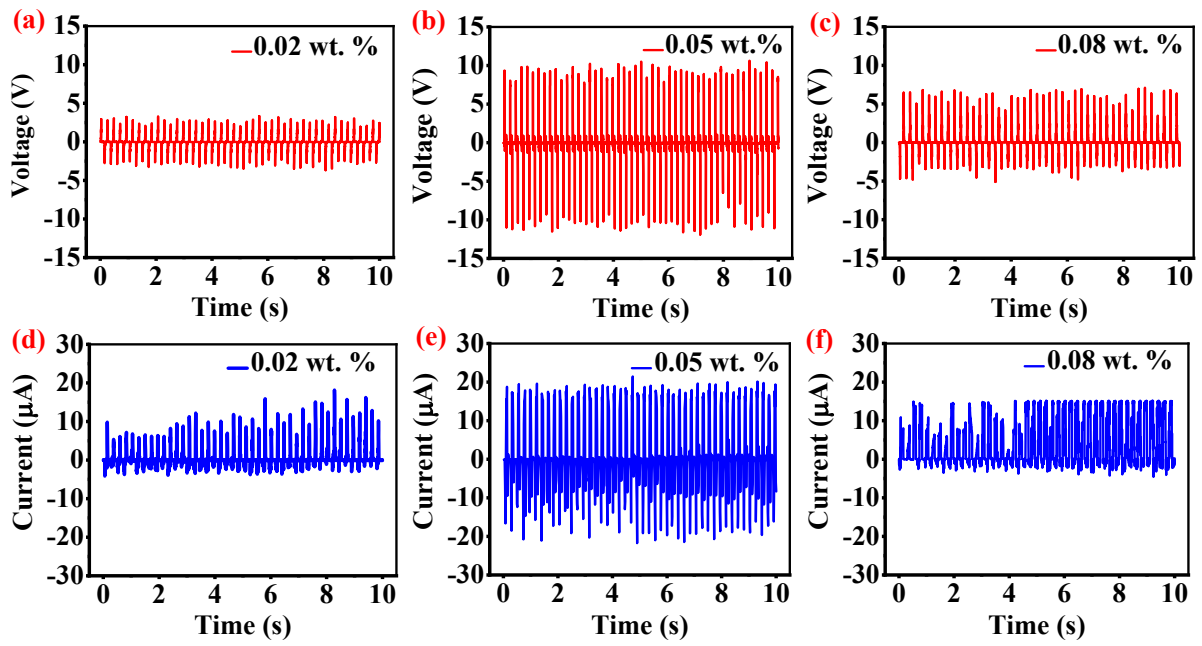 (a)
0.02 wt. %
15
10
5
0
-5
-10
-15
Voltage (V)
0 2 4 6 8 10
Time (s)
(b)
0.05 wt.%
15
10
5
0
-5
-10
-15
Voltage (V)
0 2 4 6 8 10
Time (s)
(c)
0.08 wt. %
15
10
5
0
-5
-10
-15
Voltage (V)
0 2 4 6 8 10
Time (s)
(d)
0.02 wt. %
30
20
10
0
-10
-20
-30
Current (μA)
0 2 4 6 8 10
Time (s)
(e)
0.05 wt. %
30
20
10
0
-10
-20
-30
Current (μA)
0 2 4 6 8 10
Time (s)
(f)
0.08 wt. %
30
20
10
0
-10
-20
-30
Current (μA)
0 2 4 6 8 10
Time (s)